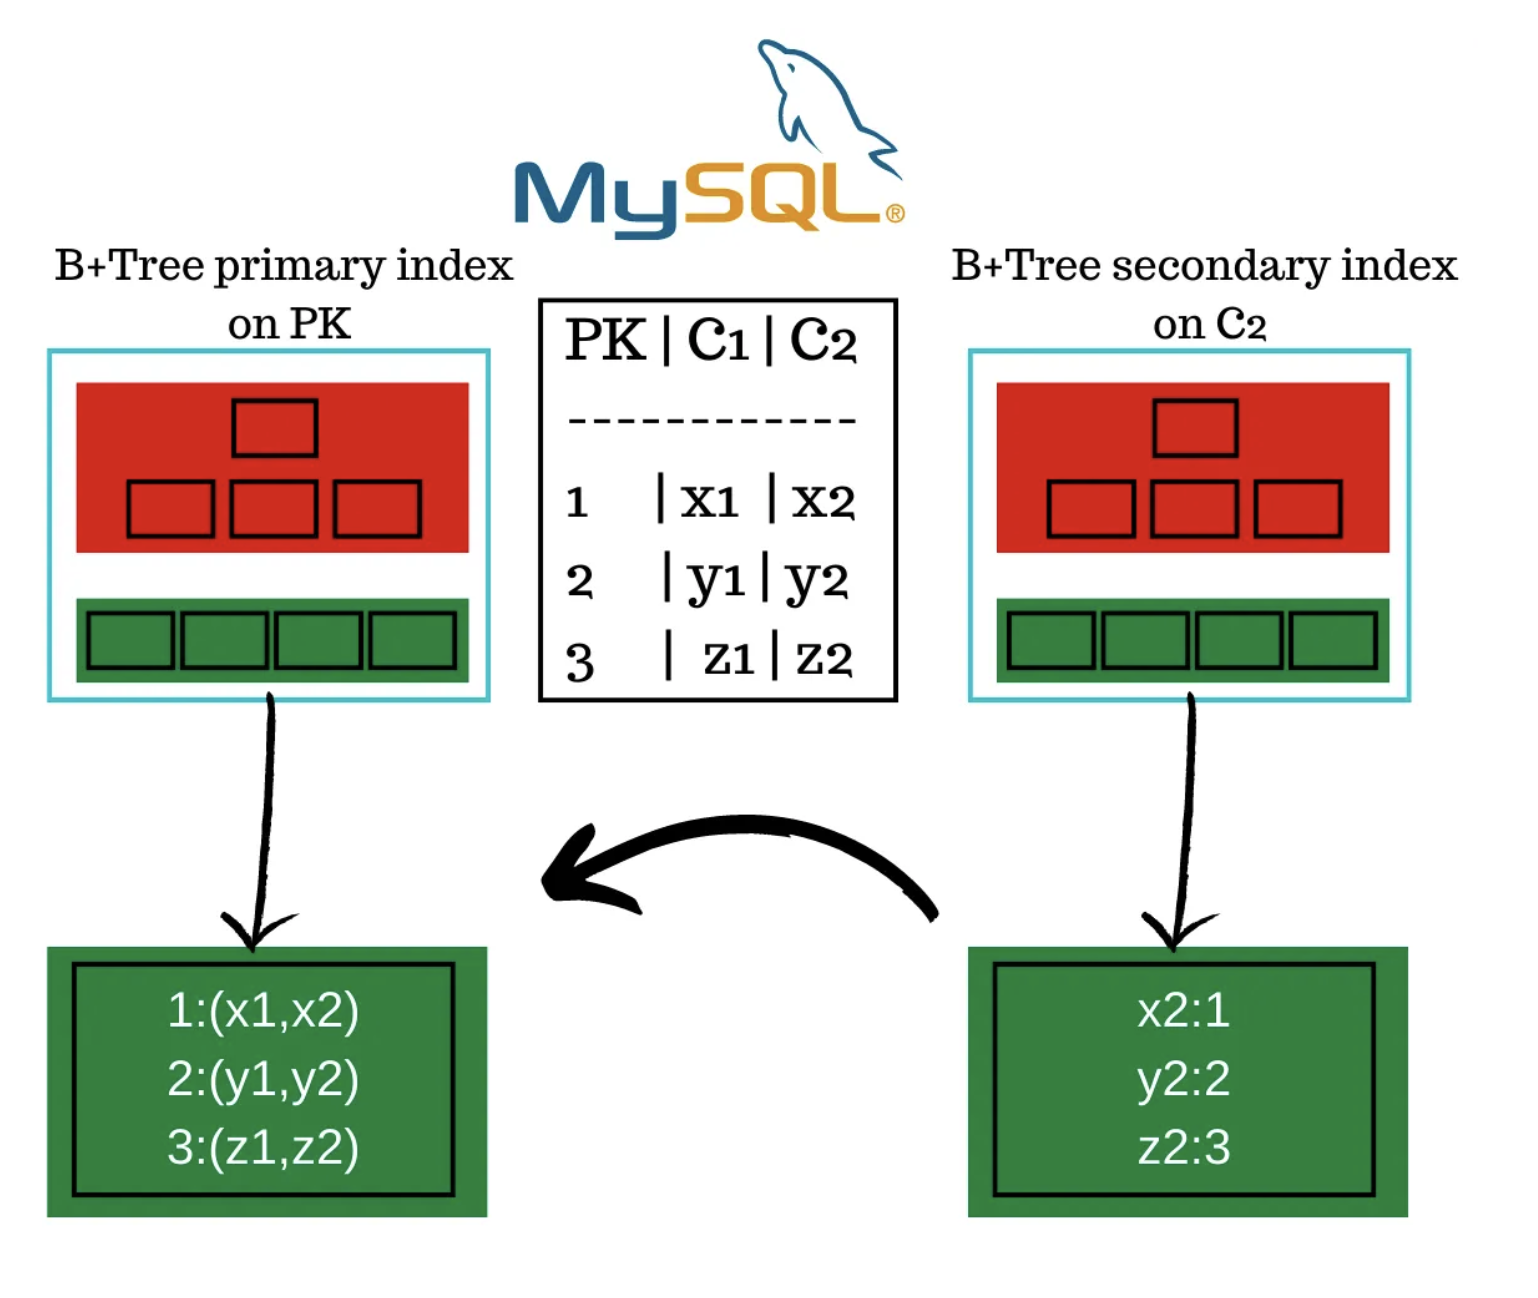 MySQL®
B+Tree primary index
on PK
PK | C1 | C2
------------
1 | x1 | x2
2 | y1 | y2
3 | z1 | z2
B+Tree secondary index
on C2
1:(x1,x2)
2:(y1,y2)
3:(z1,z2)
x2:1
y2:2
z2:3